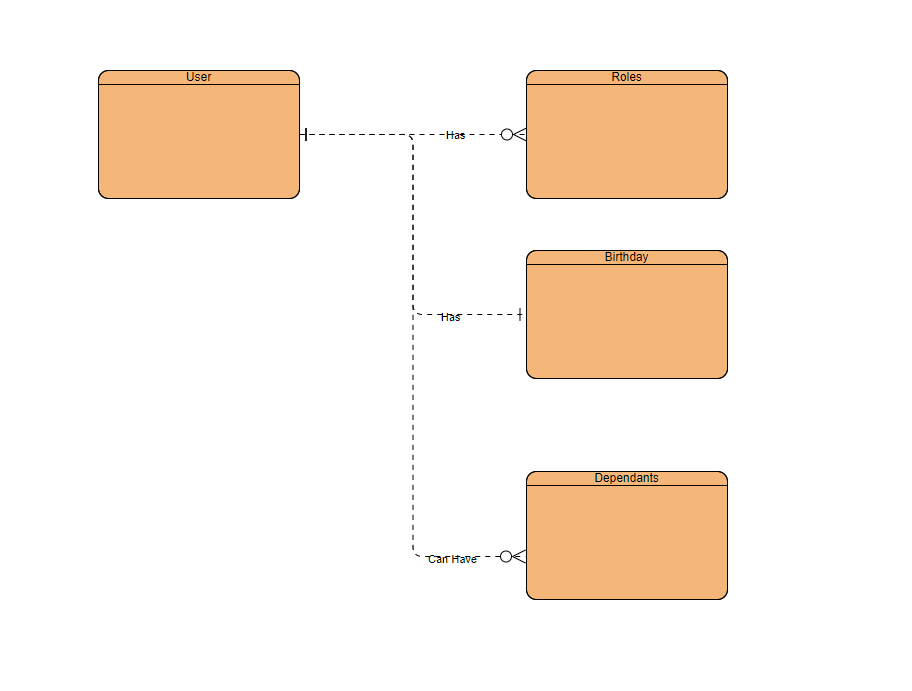 User
Roles
Has
Birthday
Has
Dependants
Can Have